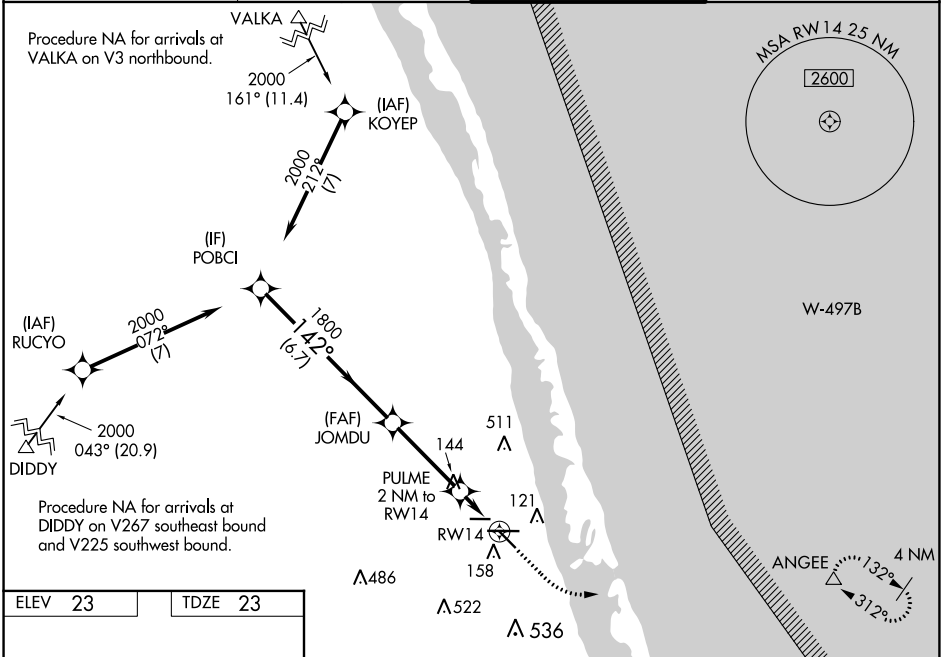 VALKA
Procedure NA for arrivals at
VALKA on V3 northbound.
2000
161° (11.4)
(IAF)
KOYEP
2000
212°
(7)
MSA RW14 25 NM
2600
(IF)
POBCI
(IAF)
RUCYO
2000
072°
(7)
1800
142°
(6.7)
W-497B
2000
043° (20.9)
DIDDY
(FAF)
JOMDU
511
144
PULME
2 NM to
RW14
121
RW14
158
Procedure NA for arrivals at
DIDDY on V267 southeast bound
and V225 southwest bound.
ANGEE
132°
4 NM
312°
486
522
536
ELEV 23
TDZE 23